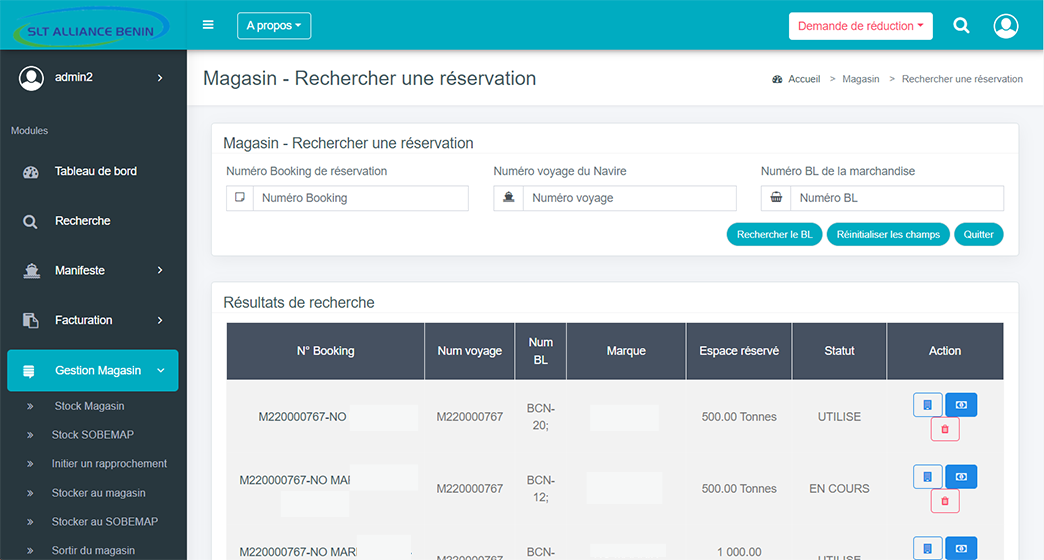 SLT ALLIANCE BENIN
A propos
Demande de réduction
admin2
Modules
Tableau de bord
Recherche
Manifeste
Facturation
Gestion Magasin
Stock Magasin
Stock SOBEMAP
Initier un rapprochement
Stocker au magasin
Stocker au SOBEMAP
Sortir du magasin
Magasin - Rechercher une réservation
Accueil > Magasin > Rechercher une réservation
Magasin - Rechercher une réservation
Numéro Booking de réservation Numéro voyage du Navire Numéro BL de la marchandise
Numéro Booking Numéro voyage Numéro BL
Rechercher le BL Réinitialiser les champs Quitter
Résultats de recherche
N° Booking Num voyage Num BL Marque Espace réservé Statut Action
M220000767-NO M220000767 BCN-20; 500.00 Tonnes UTILISE
M220000767-NO MAR M220000767 BCN-12; 500.00 Tonnes EN COURS
M220000767-NO MAR M220000767 BCN- 1 000.00 UTILISE